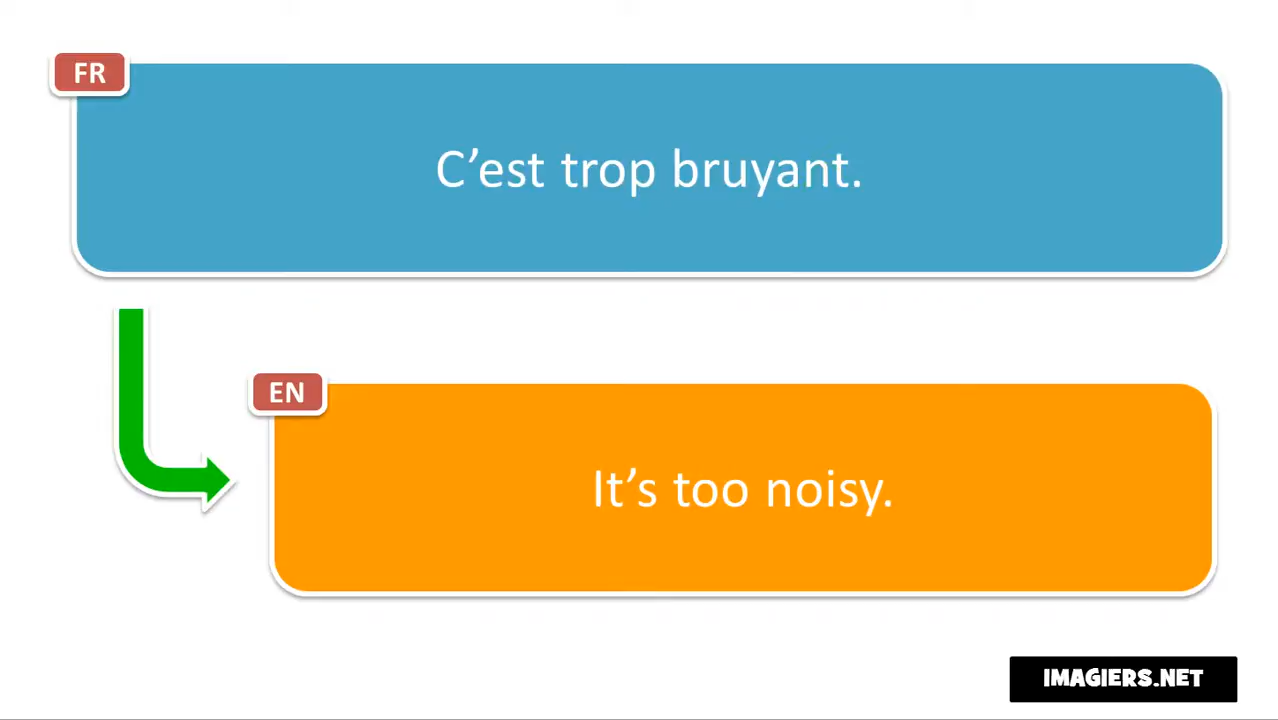 FR
C’est trop bruyant.
EN
It’s too noisy.
IMAGIERS.NET